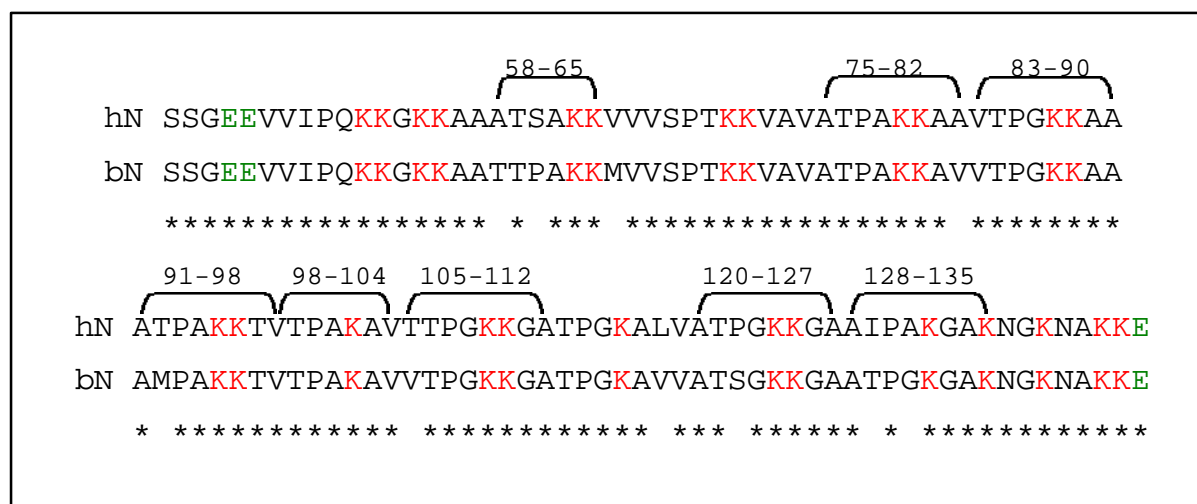 58-65 75-82 83-90
hN SSGEEVVIPQKKGKKAAATSAKKVVVSPTKKVAVATPAKKAAVTPGKKAA
bN SSGEEVVIPQKKGKKAATTPAKKMVVSPTKKVAVATPAKKAVVTPGKKAA
***************** * *** ***************** ********
91-98 98-104 105-112 120-127 128-135
hN ATPAKKTVTPAKAVTTPGKKGATPGKALVATPGKKGAAIPAKGAKNGKNAKKE
bN AMPAKKTVTPAKAVVTPGKKGATPGKAVVATSGKKGAATPGKGAKNGKNAKKE
* ************ ************ *** ****** * ************